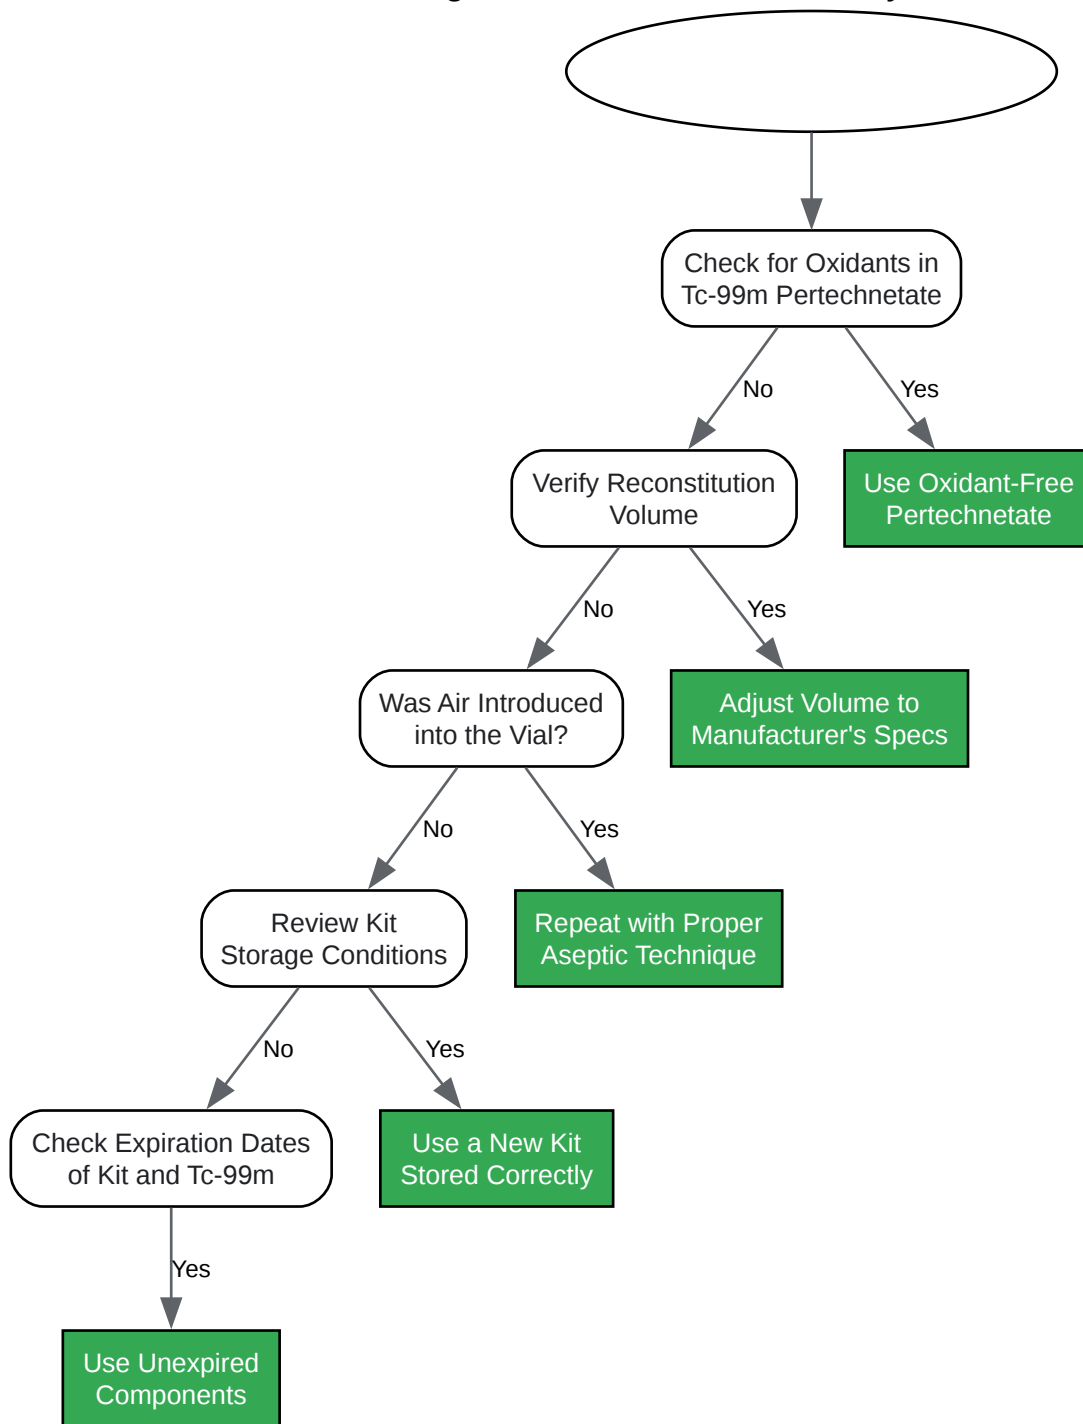 Check for Oxidants in
Tc-99m Pertechnetate
No
Yes
Verify Reconstitution
Volume
Use Oxidant-Free
Pertechnetate
No
Yes
Was Air Introduced
into the Vial?
Adjust Volume to
Manufacturer's Specs
No
Yes
Review Kit
Storage Conditions
Repeat with Proper
Aseptic Technique
No
Yes
Check Expiration Dates
of Kit and Tc-99m
Use a New Kit
Stored Correctly
Yes
Use Unexpired
Components